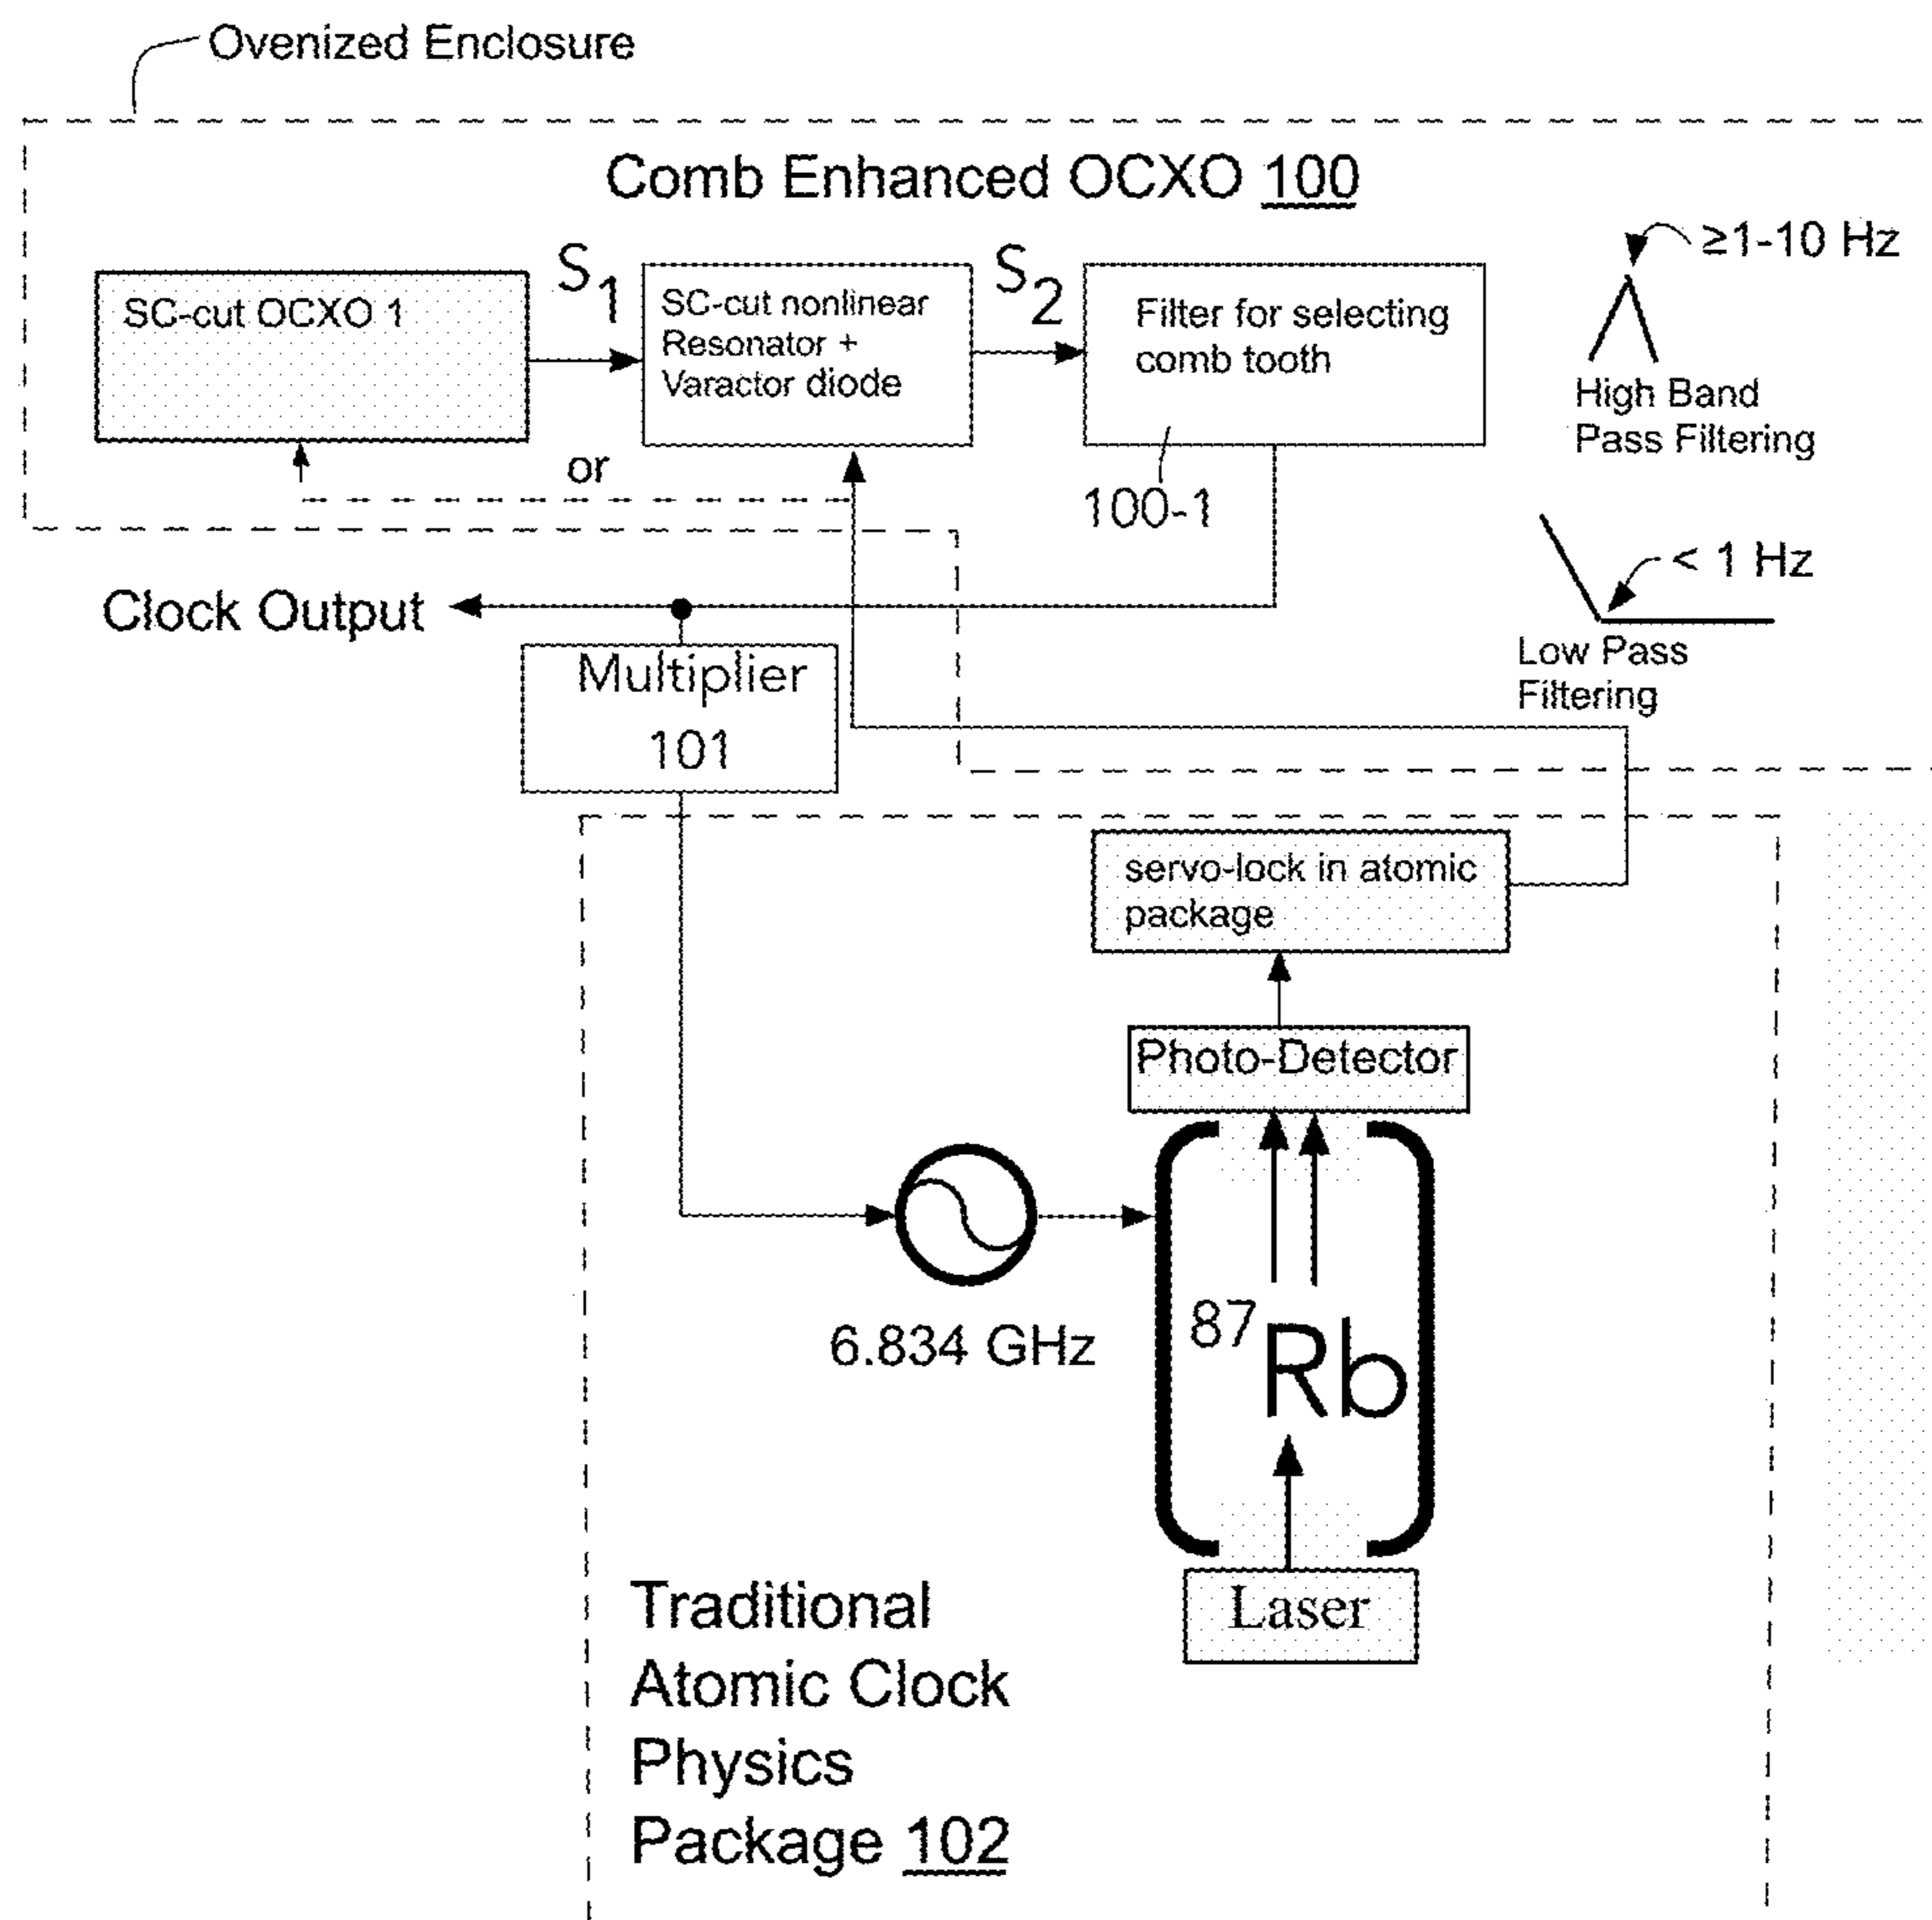 Ovenized Enclosure
Comb Enhanced OCXO 100
SC-cut OCXO 1
S1
SC-cut nonlinear
Resonator +
Varactor diode
S2
Filter for selecting
comb tooth
≥1-10 Hz
High Band
Pass Filtering
or
100-1
Clock Output
< 1 Hz
Low Pass
Filtering
Multiplier
101
servo-lock in atomic
package
Photo-Detector
6.834 GHz
87Rb
Laser
Traditional
Atomic Clock
Physics
Package 102